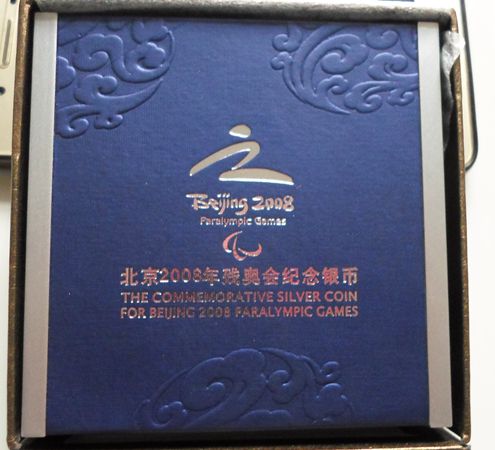 Beijing 2008
Paralympic Games
北京2008年残奥会纪念银币
THE COMMEMORATIVE SILVER COIN
FOR BEIJING 2008 PARALYMPIC GAMES